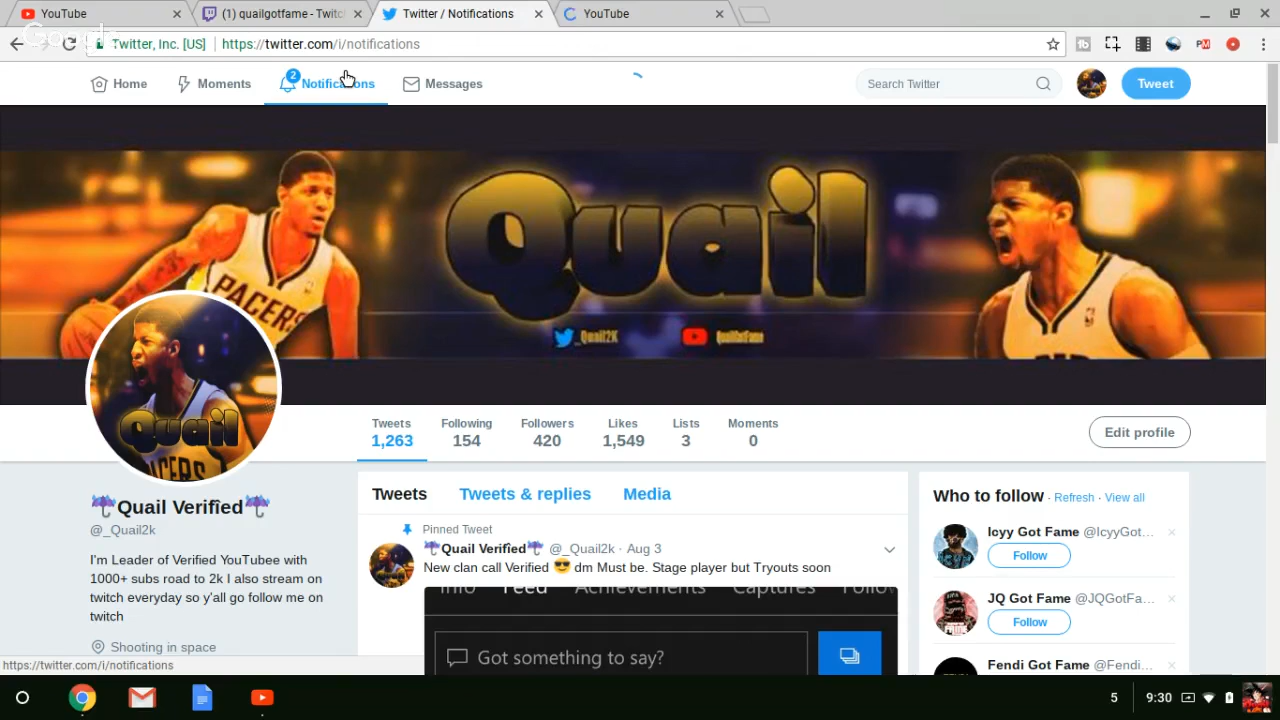 YouTube
(1) quailgotfame - Twitch
Twitter / Notifications
YouTube
Google
Twitter, Inc. [US]
https://twitter.com/i/notifications
Home
Moments
2
Notifications
Messages
Search Twitter
Tweet
PACERS
Quail
_Quail2K
QuailGotFame
Quail
PACERS
Tweets
1,263
Following
154
Followers
420
Likes
1,549
Lists
3
Moments
0
Edit profile
☔Quail Verified☔
@_Quail2k
I'm Leader of Verified YouTubee with
1000+ subs road to 2k I also stream on
twitch everyday so y'all go follow me on
twitch
Shooting in space
Tweets
Tweets & replies
Media
Pinned Tweet
☔Quail Verified☔ @_Quail2k · Aug 3
New clan call Verified 😎 dm Must be. Stage player but Tryouts soon
Info Feed Achievements Captures Follow
Got something to say?
Who to follow · Refresh · View all
Icyy Got Fame @IcyyGot...
Follow
JQ Got Fame @JQGotFa...
Follow
Fendi Got Fame @Fendi...
https://twitter.com/i/notifications
5
9:30